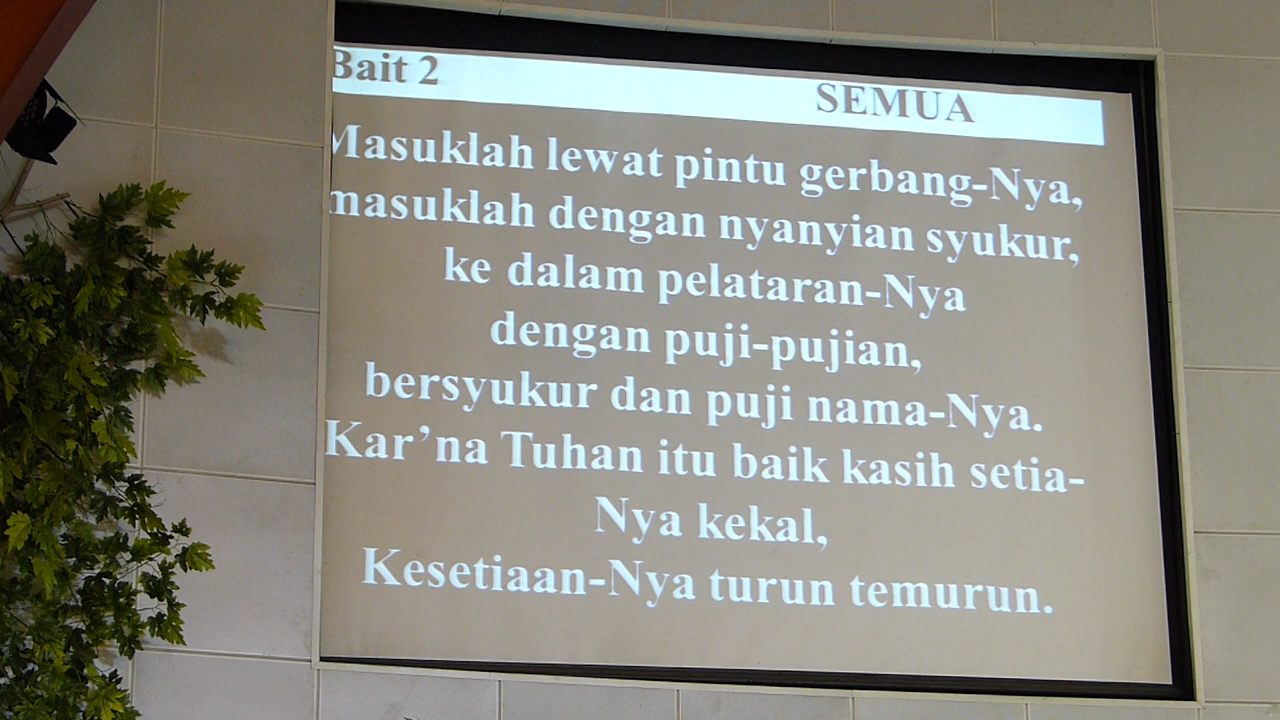 Bait 2
SEMUA
Masuklah lewat pintu gerbang-Nya,
masuklah dengan nyanyian syukur,
ke dalam pelataran-Nya
dengan puji-pujian,
bersyukur dan puji nama-Nya.
Kar’na Tuhan itu baik kasih setia-
Nya kekal,
Kesetiaan-Nya turun temurun.